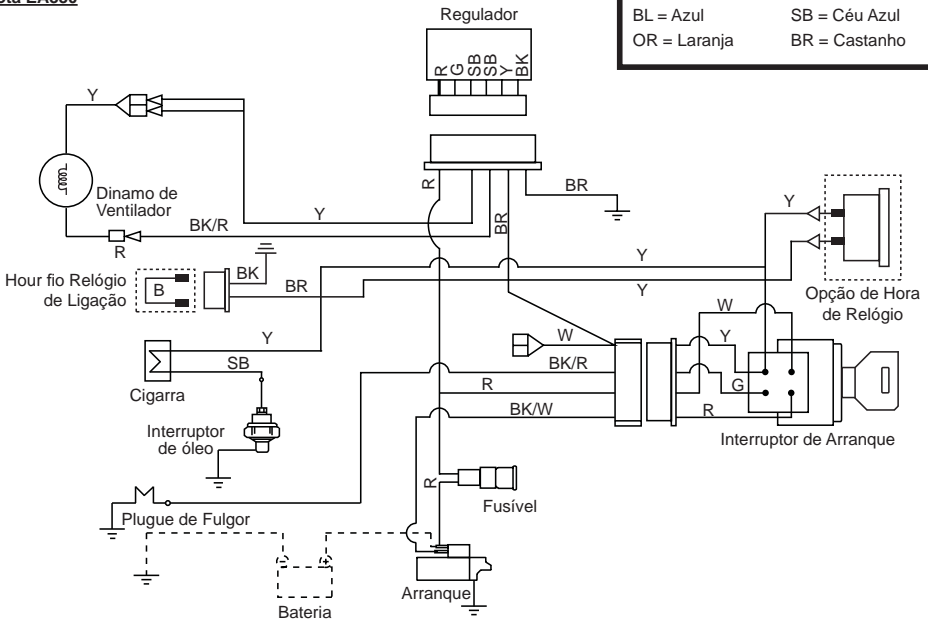 Regulador
BL = Azul SB = Céu Azul
OR = Laranja BR = Castanho
R
G
SB
SB
Y
BK
Y
Dinamo de
Ventilador
R
BR
BR
Y
Y
BK/R
R
Y
Hour fio Relógio
de Ligação
B
BK
BR
Y
Opção de Hora
de Relógio
W
W
Y
Y
SB
BK/R
Cigarra
R
G
BK/W
R
Interruptor
de óleo
Interruptor de Arranque
R
Fusível
Plugue de Fulgor
-
+
Arranque
Bateria